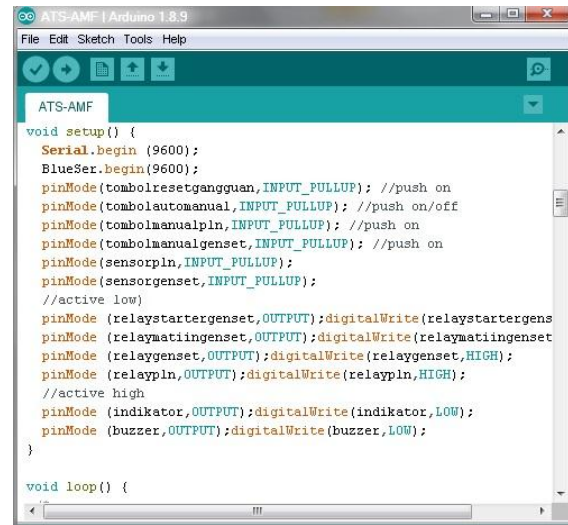 ATS-AMF | Arduino 1.8.9
File Edit Sketch Tools Help
ATS-AMF
void setup() {
  Serial.begin (9600);
  BlueSer.begin(9600);
  pinMode(tombolresetgangguan,INPUT_PULLUP); //push on
  pinMode(tombolautomanual,INPUT_PULLUP); //push on/off
  pinMode(tombolmanualpln,INPUT_PULLUP); //push on
  pinMode(tombolmanualgenset,INPUT_PULLUP); //push on
  pinMode(sensorpln,INPUT_PULLUP);
  pinMode(sensorgenset,INPUT_PULLUP);
  //active low)
  pinMode (relaystartergenset,OUTPUT);digitalWrite(relaystartergens
  pinMode (relaymatiingenset,OUTPUT);digitalWrite(relaymatiingenset
  pinMode (relaygenset,OUTPUT);digitalWrite(relaygenset,HIGH);
  pinMode (relaypln,OUTPUT);digitalWrite(relaypln,HIGH);
  //active high
  pinMode (indikator,OUTPUT);digitalWrite(indikator,LOW);
  pinMode (buzzer,OUTPUT);digitalWrite(buzzer,LOW);
}
void loop() {